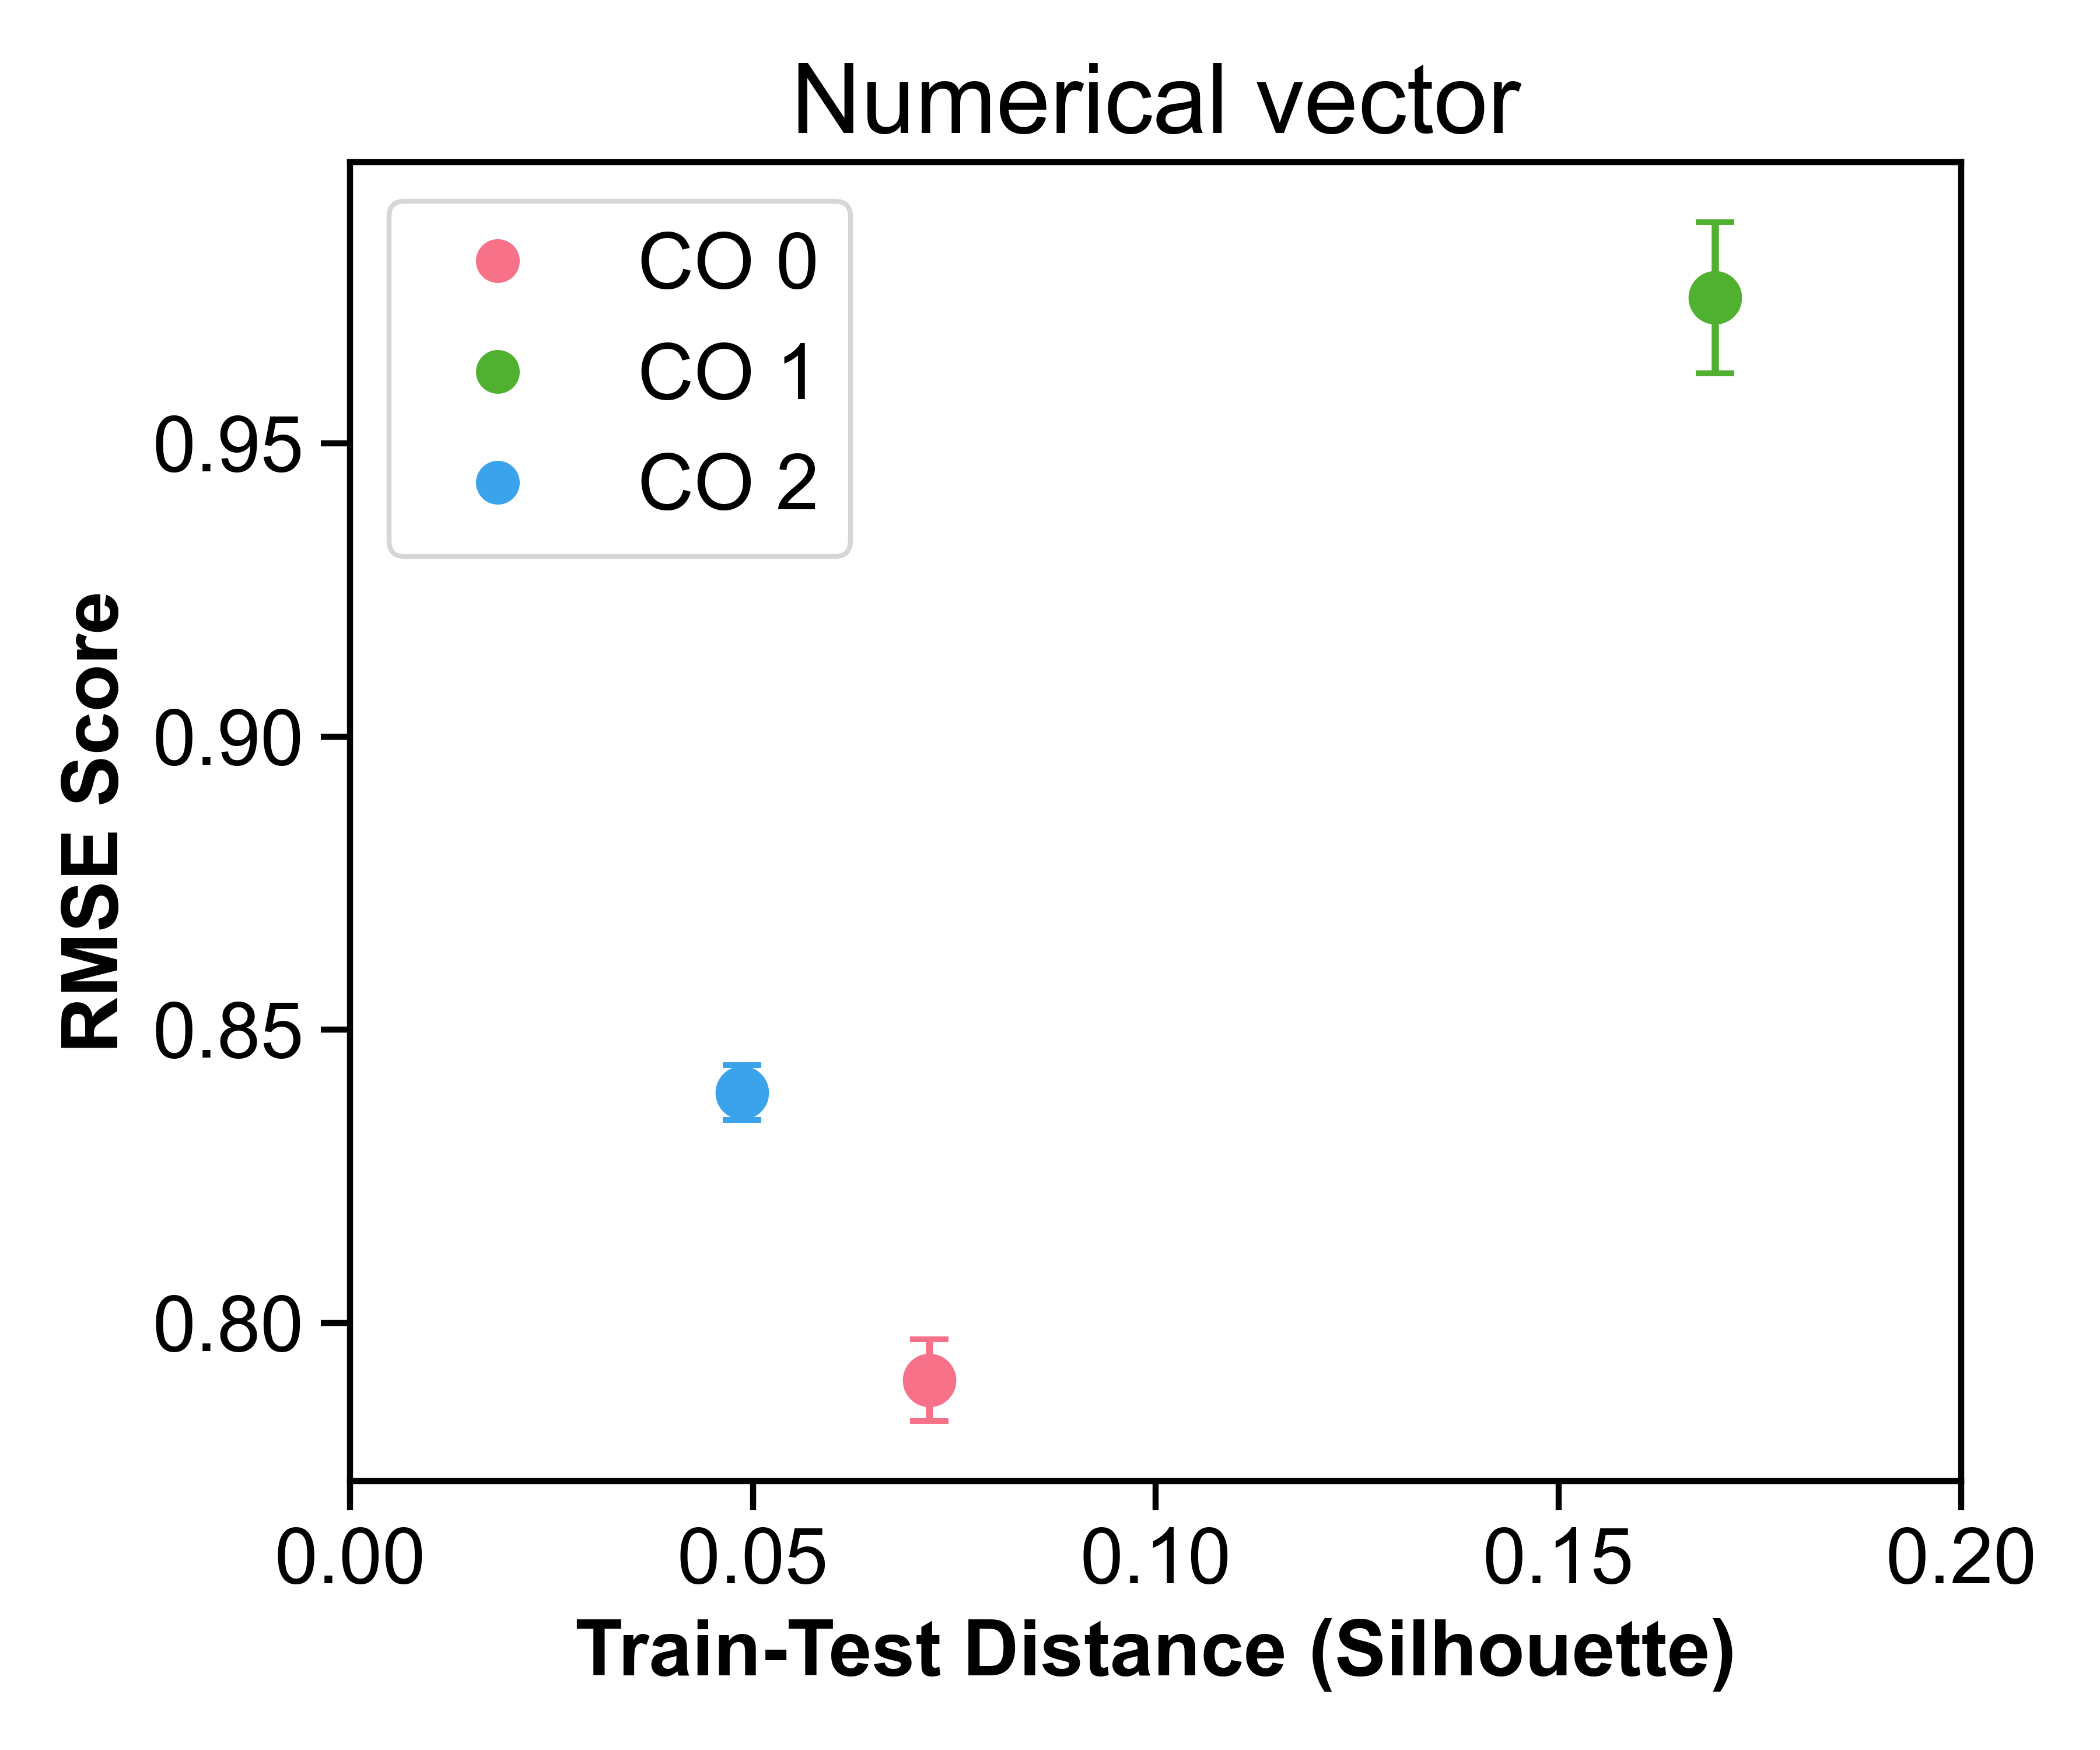 Numerical vector
CO 0
CO 1
CO 2
RMSE Score
0.95
0.90
0.85
0.80
0.00 0.05 0.10 0.15 0.20
Train-Test Distance (Silhouette)